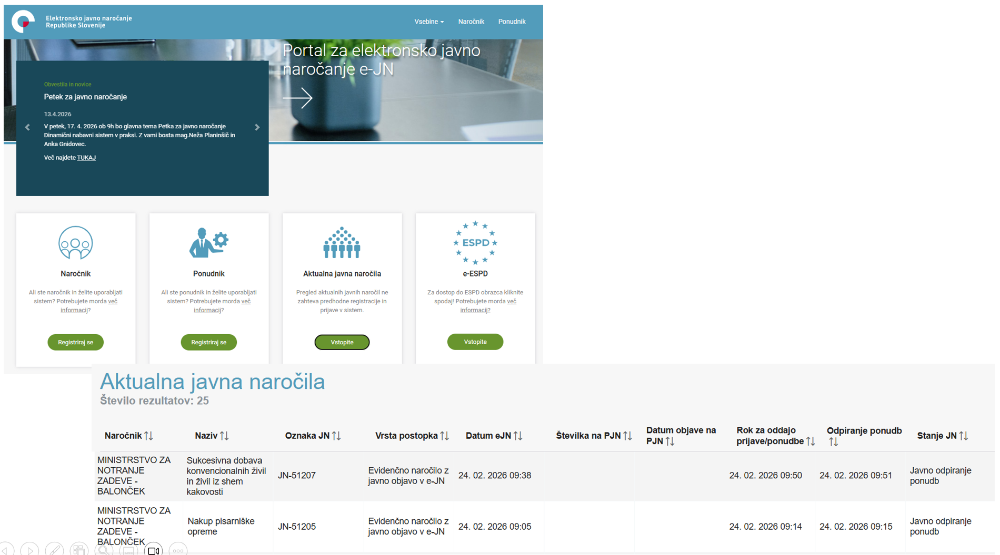 Elektronsko javno naročanje
Republike Slovenije
Vsebine
Naročnik
Ponudnik
Portal za elektronsko javno
naročanje e-JN
Obvestila in novice
Petek za javno naročanje
13.4.2026
V petek, 17. 4. 2026 ob 9h bo glavna tema Petka za javno naročanje
Dinamični nabavni sistem v praksi. Z vami bosta mag.Neža Planinšič in
Anka Gnidovec.
Več najdete TUKAJ
Naročnik
Ali ste naročnik in želite uporabljati
sistem? Potrebujete morda več
informacij?
Registriraj se
Ponudnik
Ali ste ponudnik in želite uporabljati
sistem? Potrebujete morda več
informacij?
Registriraj se
Aktualna javna naročila
Pregled aktualnih javnih naročil ne
zahteva predhodne registracije in
prijave v sistem.
Vstopite
ESPD
e-ESPD
Za dostop do ESPD obrazca kliknite
spodaj! Potrebujete morda več
informacij?
Vstopite
Aktualna javna naročila
Število rezultatov: 25
Naročnik
Naziv
Oznaka JN
Vrsta postopka
Datum eJN
Številka na PJN
Datum objave na
PJN
Rok za oddajo
prijave/ponudbe
Odpiranje ponudb
Stanje JN
MINISTRSTVO ZA
NOTRANJE
ZADEVE -
BALONČEK
Sukcesivna dobava
konvencionalnih živil
in živil iz shem
kakovosti
JN-51207
Evidenčno naročilo z
javno objavo v e-JN
24. 02. 2026 09:38
24. 02. 2026 09:50
24. 02. 2026 09:51
Javno odpiranje
ponudb
MINISTRSTVO ZA
NOTRANJE
ZADEVE -
BALONČEK
Nakup pisarniške
opreme
JN-51205
Evidenčno naročilo z
javno objavo v e-JN
24. 02. 2026 09:05
24. 02. 2026 09:14
24. 02. 2026 09:15
Javno odpiranje
ponudb